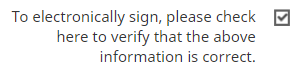 To electronically sign, please check
here to verify that the above
information is correct.